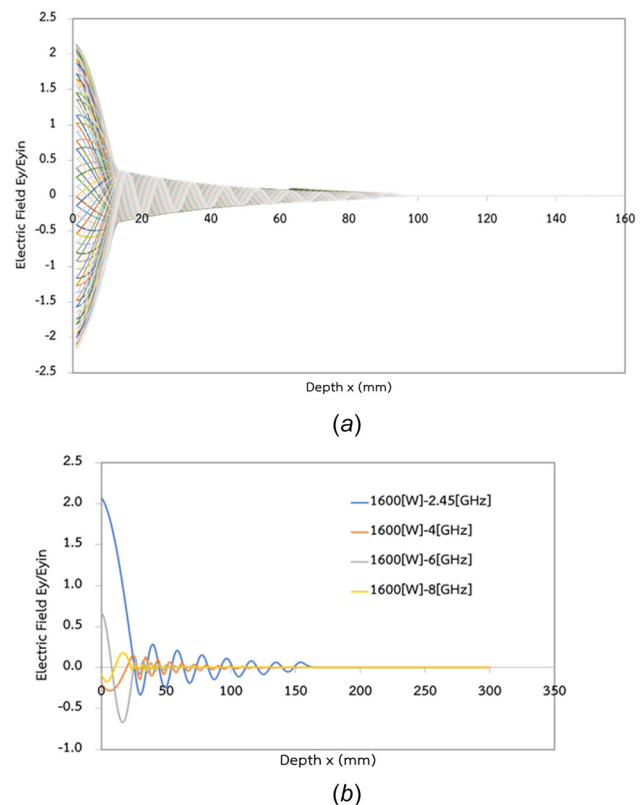 2.5
2
1.5
1
0.5
0
-0.5
-1
-1.5
-2
-2.5
0 20 40 60 80 100 120 140 160
Electric Field Ey/Eyin
Depth x (mm)
(a)
2.5
2.0
1.5
1.0
0.5
0.0
-0.5
-1.0
0 50 100 150 200 250 300 350
Electric Field Ey/Eyin
1600[W]-2.45[GHz]
1600[W]-4[GHz]
1600[W]-6[GHz]
1600[W]-8[GHz]
Depth x (mm)
(b)